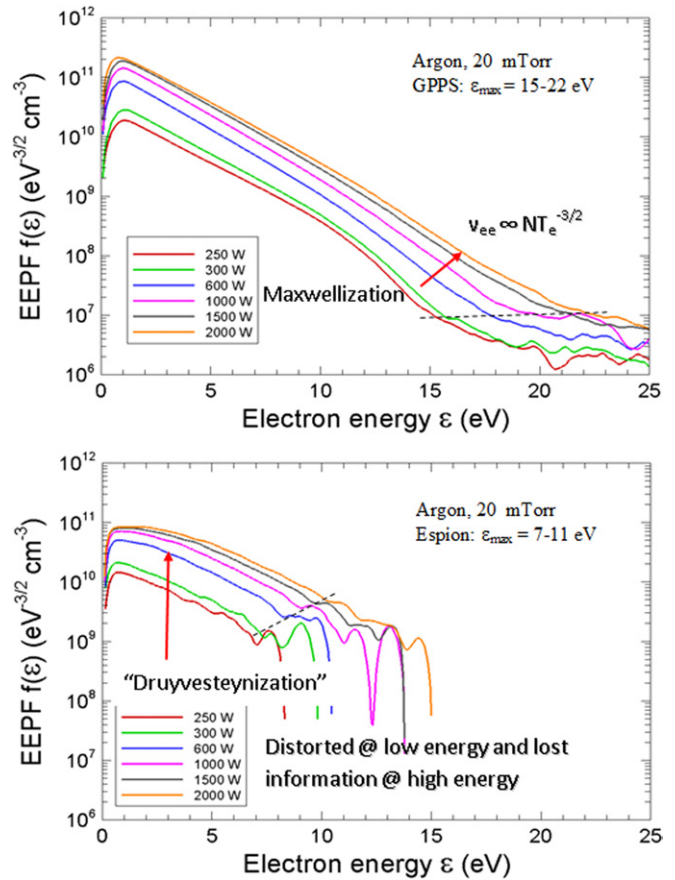 10¹²
10¹¹
10¹⁰
10⁹
10⁸
10⁷
10⁶
EEPF f(ε) (eV⁻³/² cm⁻³)
Argon, 20 mTorr
GPPS: εmax = 15-22 eV
νee ∞ NTe⁻³/²
Maxwellization
250 W
300 W
600 W
1000 W
1500 W
2000 W
0 5 10 15 20 25
Electron energy ε (eV)
10¹²
10¹¹
10¹⁰
10⁹
10⁸
10⁷
10⁶
EEPF f(ε) (eV⁻³/² cm⁻³)
Argon, 20 mTorr
Espion: εmax = 7-11 eV
“Druyvesteynization”
250 W
300 W
600 W
1000 W
1500 W
2000 W
Distorted @ low energy and lost
information @ high energy
0 5 10 15 20 25
Electron energy ε (eV)